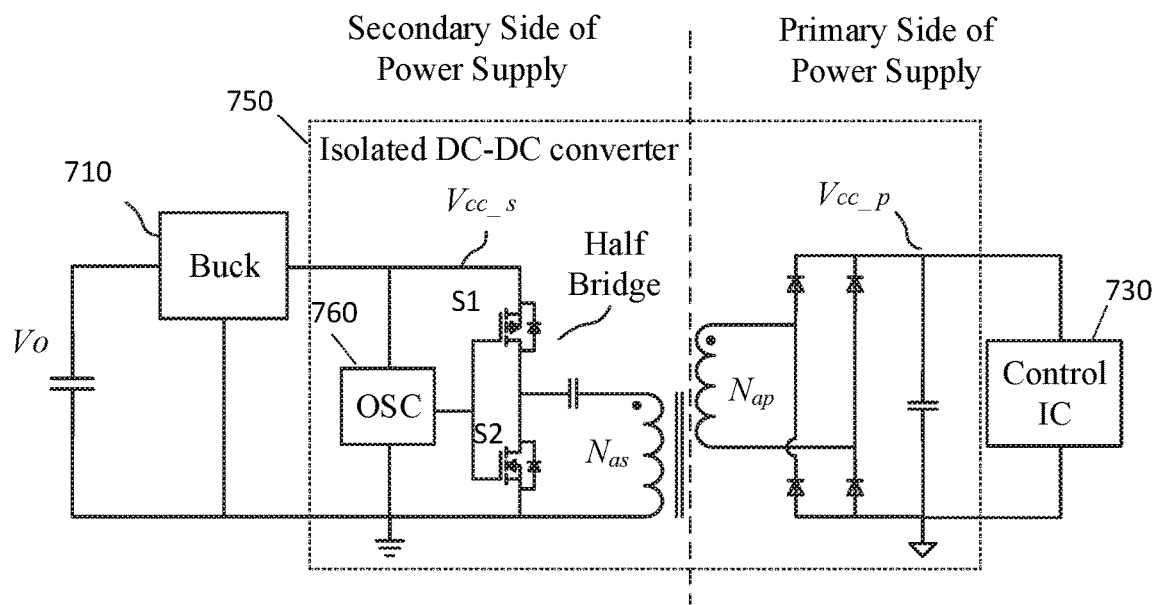 Secondary Side of
Power Supply
Primary Side of
Power Supply
750
Isolated DC-DC converter
710
Vcc_s
Vcc_p
Buck
Half
Bridge
S1
760
730
Vo
OSC
S2
Nas
Nap
Control
IC